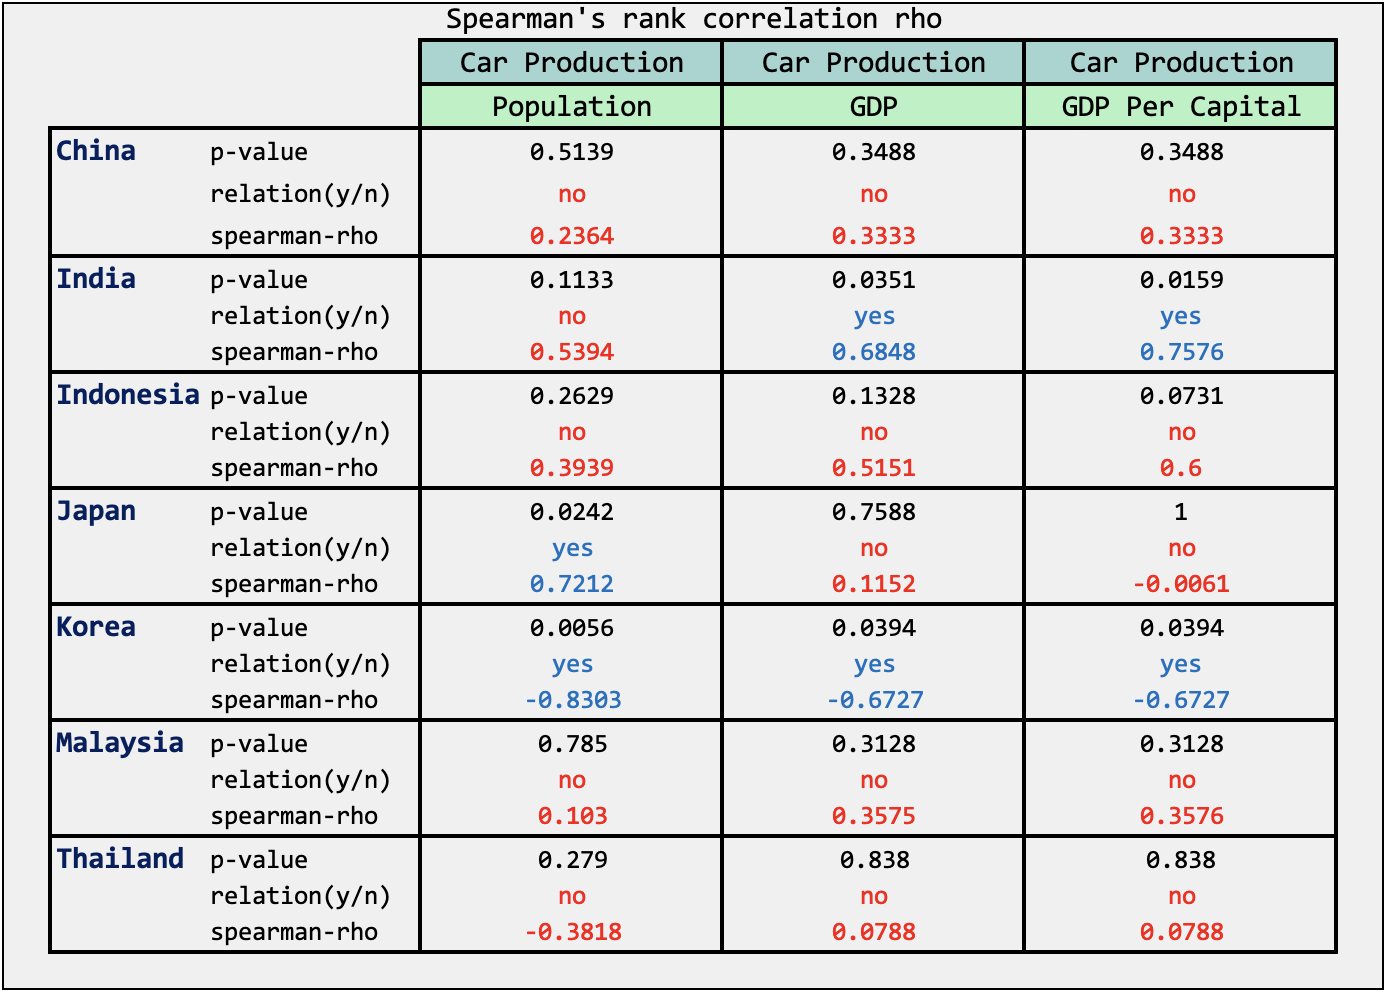 Spearman's rank correlation rho
Car Production Car Production Car Production
Population GDP GDP Per Capital
China p-value 0.5139 0.3488 0.3488
relation(y/n) no no no
spearman-rho 0.2364 0.3333 0.3333
India p-value 0.1133 0.0351 0.0159
relation(y/n) no yes yes
spearman-rho 0.5394 0.6848 0.7576
Indonesia p-value 0.2629 0.1328 0.0731
relation(y/n) no no no
spearman-rho 0.3939 0.5151 0.6
Japan p-value 0.0242 0.7588 1
relation(y/n) yes no no
spearman-rho 0.7212 0.1152 -0.0061
Korea p-value 0.0056 0.0394 0.0394
relation(y/n) yes yes yes
spearman-rho -0.8303 -0.6727 -0.6727
Malaysia p-value 0.785 0.3128 0.3128
relation(y/n) no no no
spearman-rho 0.103 0.3575 0.3576
Thailand p-value 0.279 0.838 0.838
relation(y/n) no no no
spearman-rho -0.3818 0.0788 0.0788